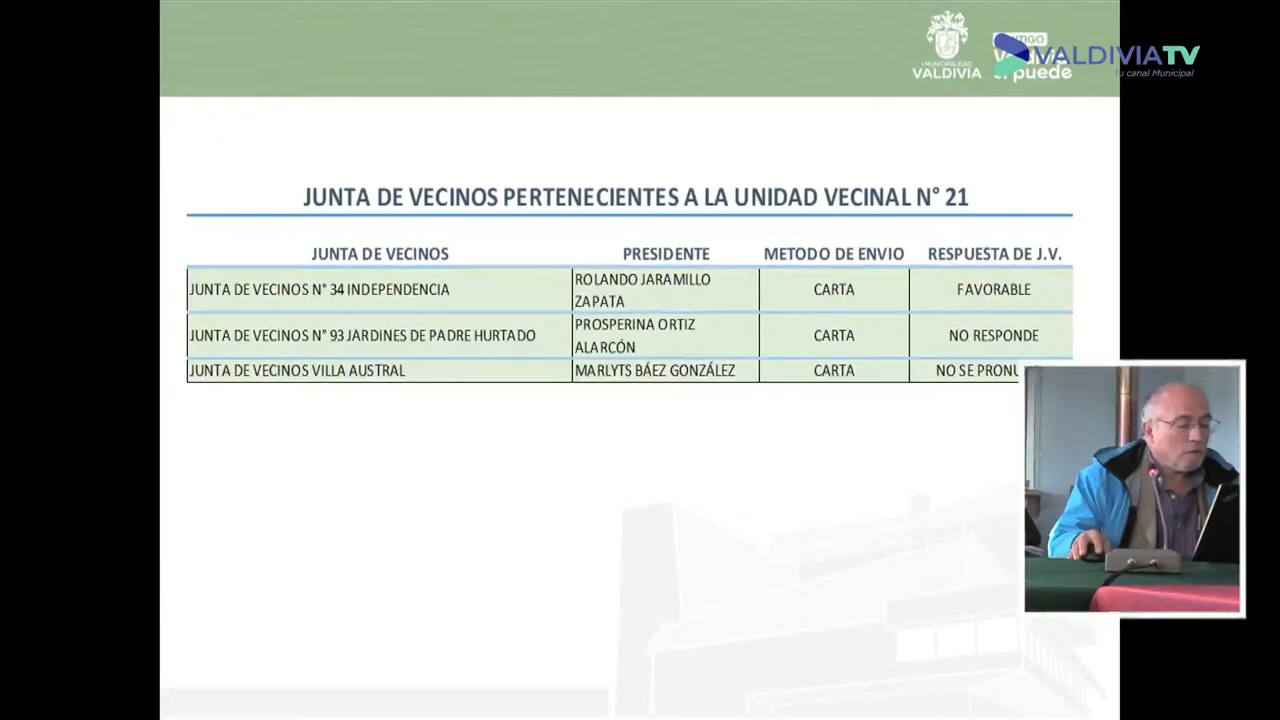 I. MUNICIPALIDAD
VALDIVIA
VALDIVIATV
Tu canal Municipal
puede
JUNTA DE VECINOS PERTENECIENTES A LA UNIDAD VECINAL N° 21
JUNTA DE VECINOS PRESIDENTE METODO DE ENVIO RESPUESTA DE J.V.
JUNTA DE VECINOS N° 34 INDEPENDENCIA ROLANDO JARAMILLO ZAPATA CARTA FAVORABLE
JUNTA DE VECINOS N° 93 JARDINES DE PADRE HURTADO PROSPERINA ORTIZ ALARCÓN CARTA NO RESPONDE
JUNTA DE VECINOS VILLA AUSTRAL MARLYTS BÁEZ GONZÁLEZ CARTA NO SE